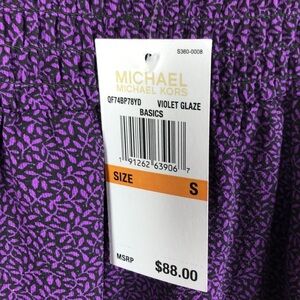 S360-0008
MICHAEL
MICHAEL KORS
QF74BP78YD VIOLET GLAZE
BASICS
1 91262 63906 7
SIZE S
MSRP $88.00